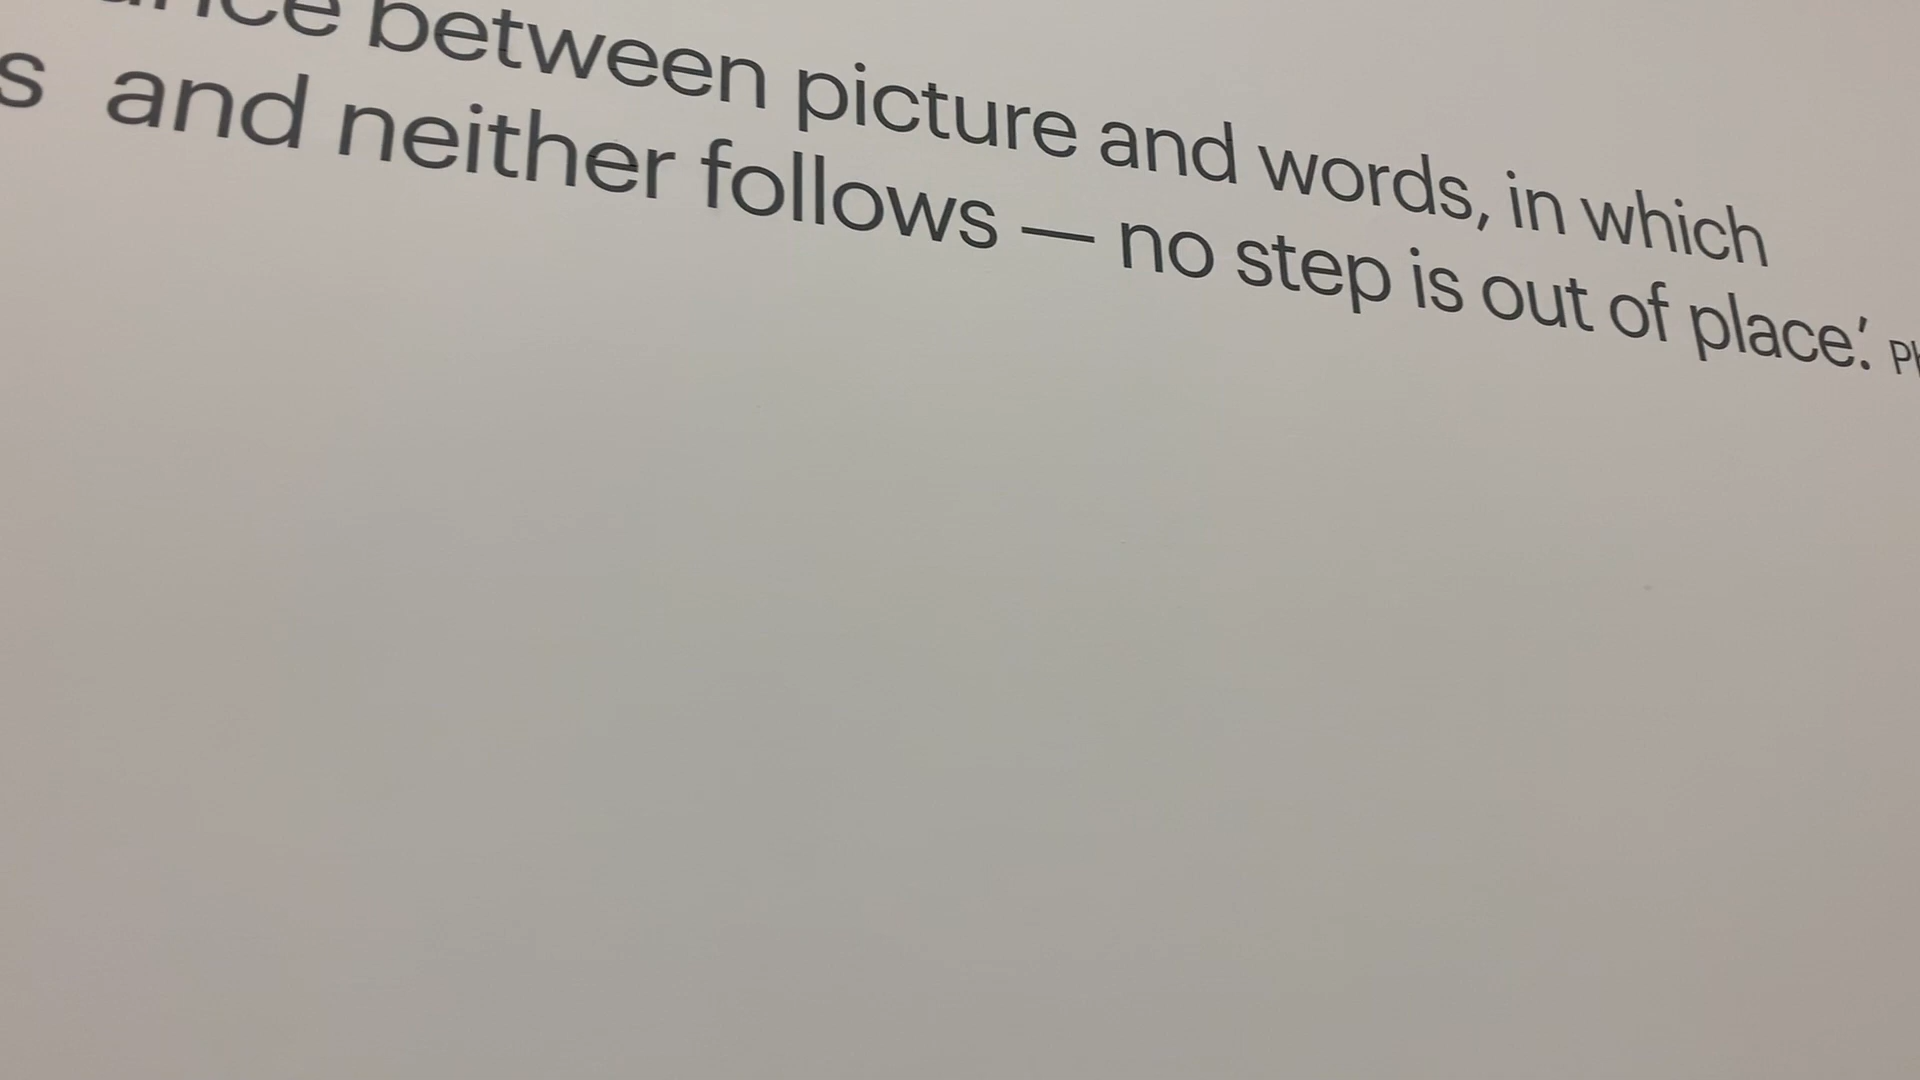 between picture and words, in which
and neither follows — no step is out of place.'